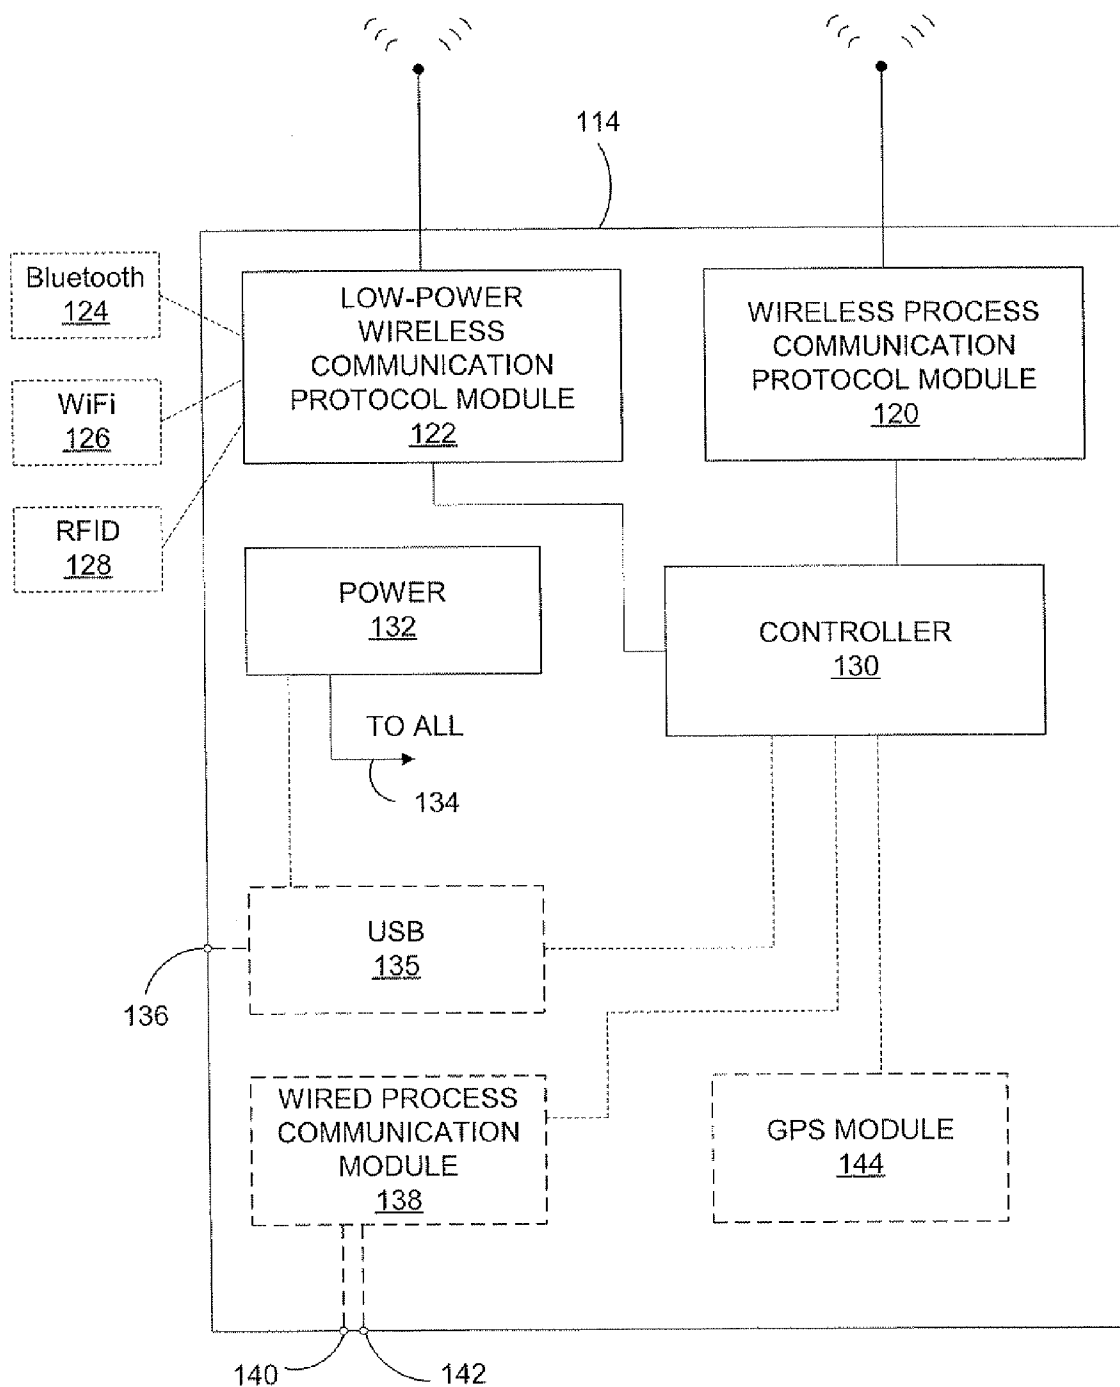 114
Bluetooth
124
LOW-POWER
WIRELESS
COMMUNICATION
PROTOCOL MODULE
122
WIRELESS PROCESS
COMMUNICATION
PROTOCOL MODULE
120
WiFi
126
RFID
128
POWER
132
CONTROLLER
130
TO ALL
134
USB
135
136
WIRED PROCESS
COMMUNICATION
MODULE
138
GPS MODULE
144
140
142